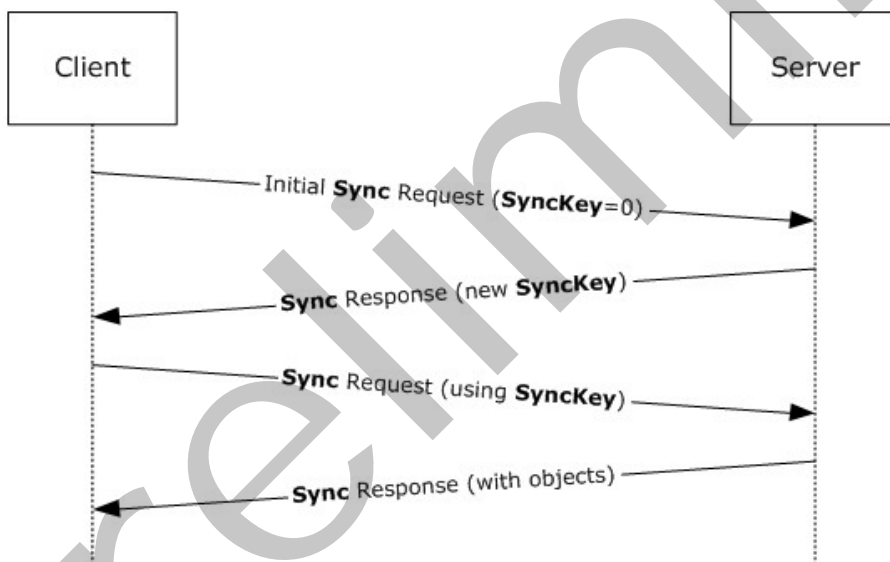 Client
Server
Initial Sync Request (SyncKey=0)
Sync Response (new SyncKey)
Sync Request (using SyncKey)
Sync Response (with objects)
relim